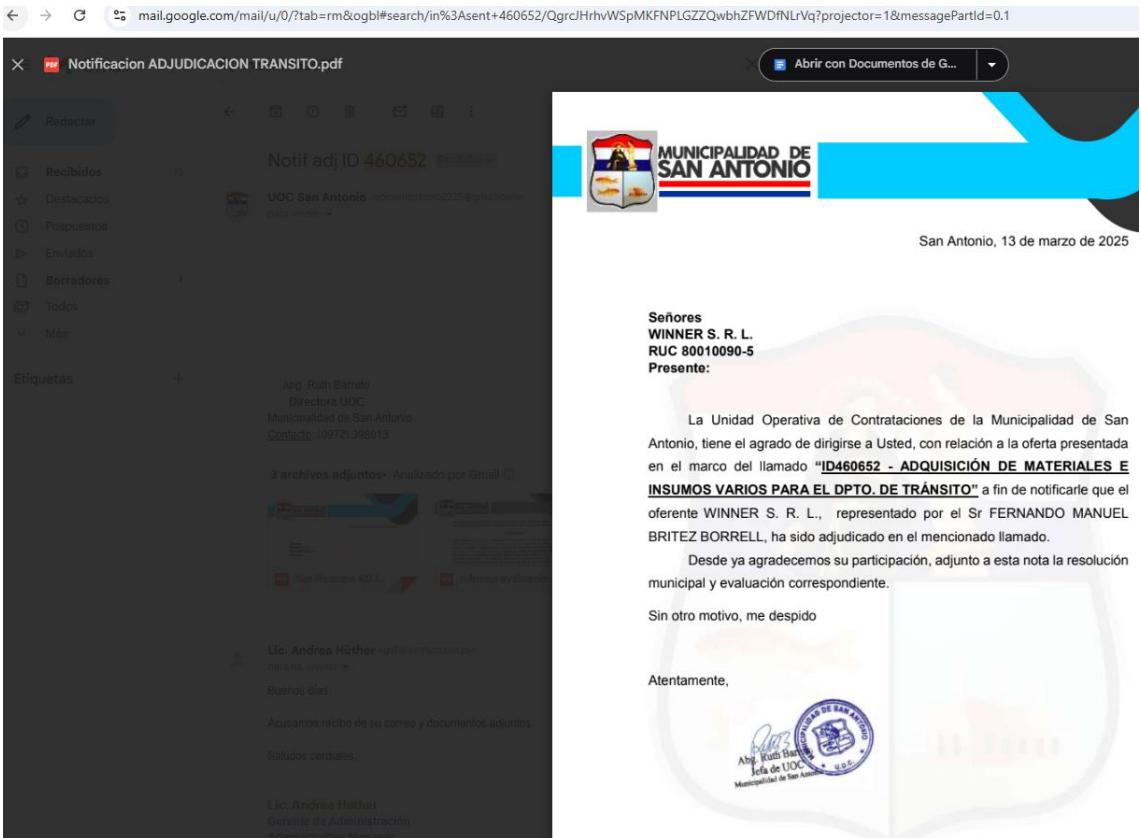 mail.google.com/mail/u/0/?tab=rm&ogbl#search/in%3Asent+460652/QgrcJHrhvWSpMKFNPLGZZQwbhZFWDfNLrVq?projector=1&messagePartId=0.1
PDF Notificacion ADJUDICACION TRANSITO.pdf
Abrir con Documentos de G...
Redactar
Recibidos
Destacados
Pospuestos
Enviados
Borradores
Todos
Más
Etiquetas
Notif adj ID 460652
UOC San Antonio
Abg. Ruth Barreto
Directora UOC
Municipalidad de San Antonio
Contacto: (0972) 398013
3 archivos adjuntos • Analizado por Gmail
Lic. Andrea Hüther
Buenos días,
Acusamos recibo de su correo y documentos adjuntos.
Saludos cordiales,
Lic. Andrea Hüther
Gerente de Administración
MUNICIPALIDAD DE
SAN ANTONIO
San Antonio, 13 de marzo de 2025
Señores
WINNER S. R. L.
RUC 80010090-5
Presente:
La Unidad Operativa de Contrataciones de la Municipalidad de San
Antonio, tiene el agrado de dirigirse a Usted, con relación a la oferta presentada
en el marco del llamado “ID460652 - ADQUISICIÓN DE MATERIALES E
INSUMOS VARIOS PARA EL DPTO. DE TRÁNSITO” a fin de notificarle que el
oferente WINNER S. R. L., representado por el Sr FERNANDO MANUEL
BRITEZ BORRELL, ha sido adjudicado en el mencionado llamado.
Desde ya agradecemos su participación, adjunto a esta nota la resolución
municipal y evaluación correspondiente.
Sin otro motivo, me despido
Atentamente,
Abg. Ruth
Jefa de UOC
Municipalidad de San
MUNICIPALIDAD DE SAN ANTONIO
U.O.C.